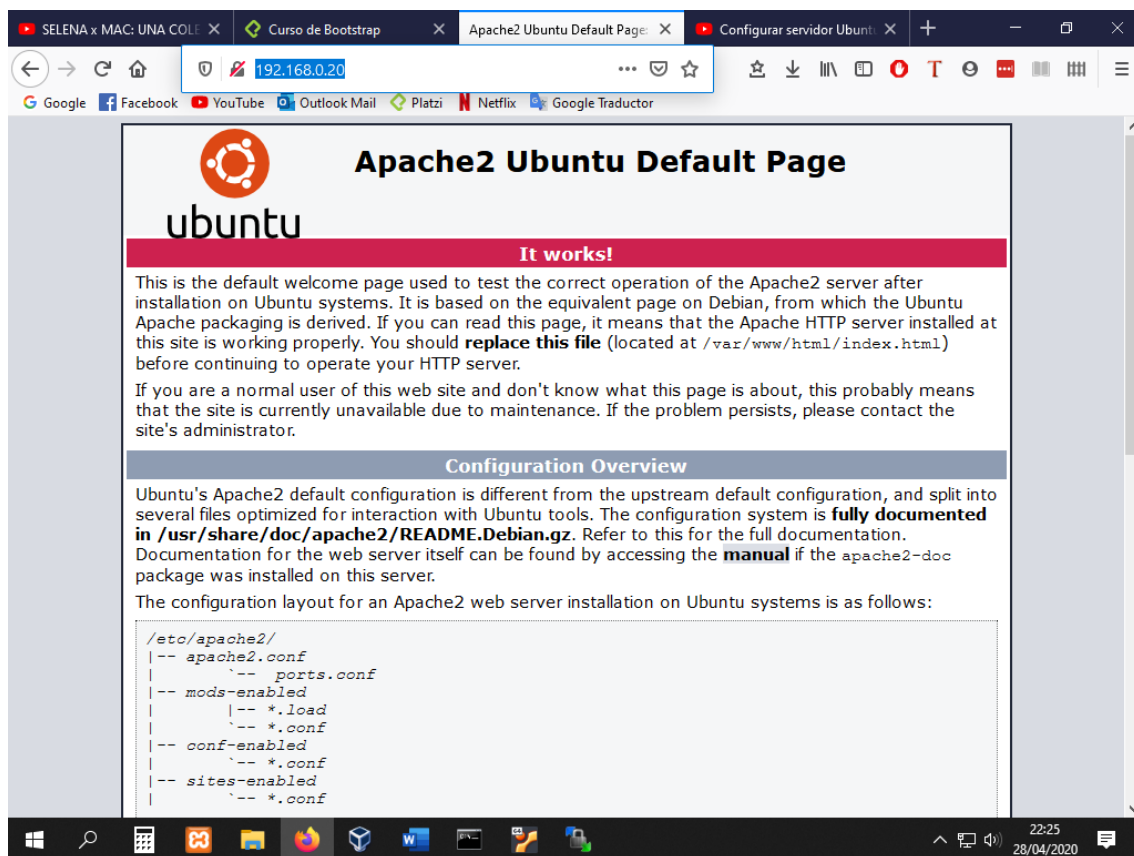 SELENA x MAC: UNA COLE
Curso de Bootstrap
Apache2 Ubuntu Default Page:
Configurar servidor Ubuntu
192.168.0.20
Google Facebook YouTube Outlook Mail Platzi Netflix Google Traductor
ubuntu
Apache2 Ubuntu Default Page
It works!
This is the default welcome page used to test the correct operation of the Apache2 server after
installation on Ubuntu systems. It is based on the equivalent page on Debian, from which the Ubuntu
Apache packaging is derived. If you can read this page, it means that the Apache HTTP server installed at
this site is working properly. You should replace this file (located at /var/www/html/index.html)
before continuing to operate your HTTP server.
If you are a normal user of this web site and don't know what this page is about, this probably means
that the site is currently unavailable due to maintenance. If the problem persists, please contact the
site's administrator.
Configuration Overview
Ubuntu's Apache2 default configuration is different from the upstream default configuration, and split into
several files optimized for interaction with Ubuntu tools. The configuration system is fully documented
in /usr/share/doc/apache2/README.Debian.gz. Refer to this for the full documentation.
Documentation for the web server itself can be found by accessing the manual if the apache2-doc
package was installed on this server.
The configuration layout for an Apache2 web server installation on Ubuntu systems is as follows:
/etc/apache2/
|-- apache2.conf
|       `--  ports.conf
|-- mods-enabled
|       |-- *.load
|       `-- *.conf
|-- conf-enabled
|       `-- *.conf
|-- sites-enabled
|       `-- *.conf
22:25
28/04/2020